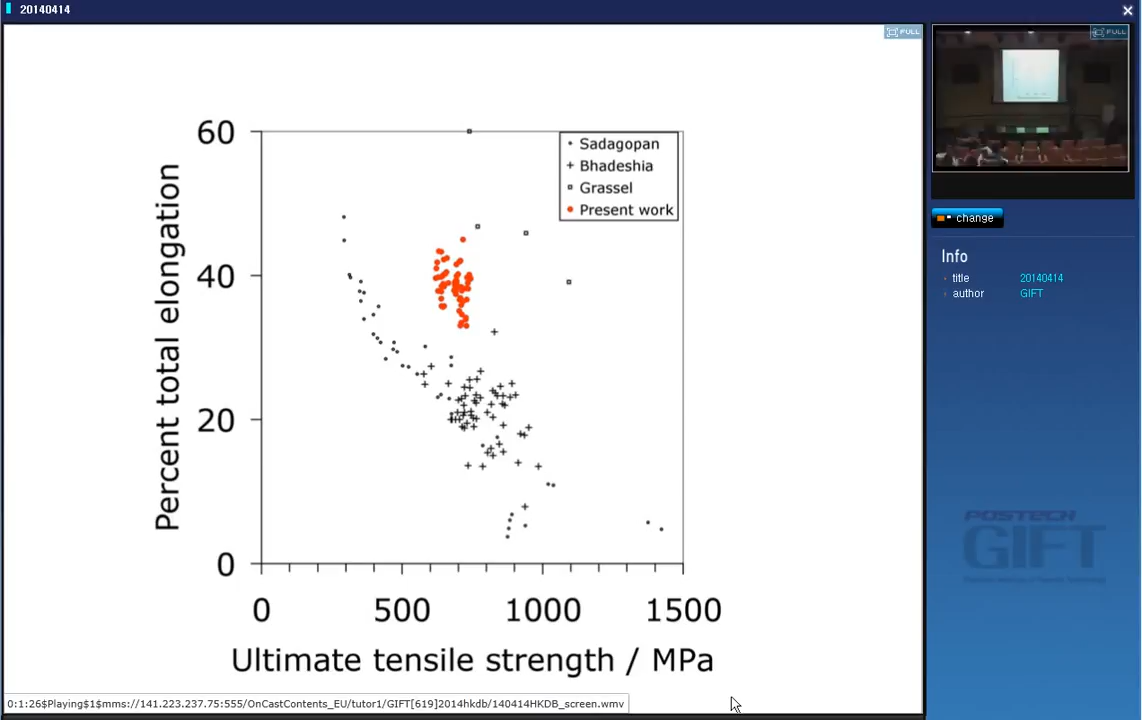 20140414
FULL
FULL
60
40
20
0
Percent total elongation
Sadagopan
Bhadeshia
Grassel
Present work
0
500
1000
1500
Ultimate tensile strength / MPa
0:1:26$Playing$1$mms://141.223.237.75:555/OnCastContents_EU/tutor1/GIFT[619]2014hkdb/140414HKDB_screen.wmv
change
Info
title 20140414
author GIFT
POSTECH
GIFT